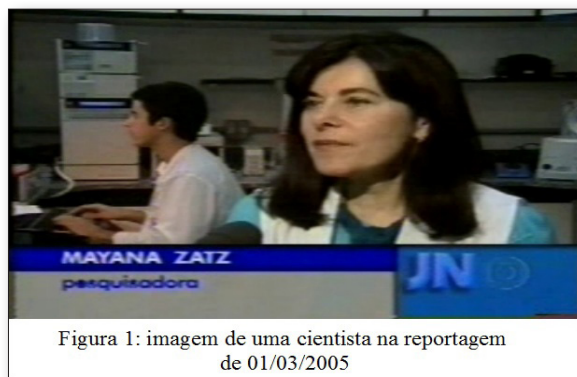 MAYANA ZATZ
pesquisadora
JN
Figura 1: imagem de uma cientista na reportagem
de 01/03/2005